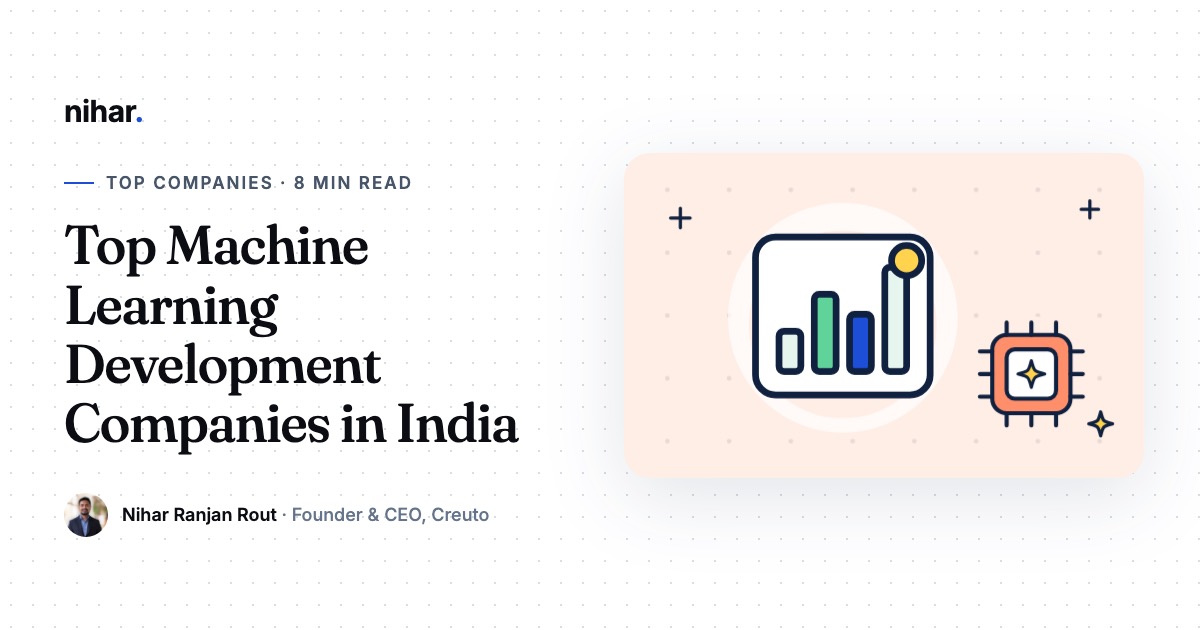 nihar.
TOP COMPANIES · 8 MIN READ
Top Machine
Learning
Development
Companies in India
Nihar Ranjan Rout · Founder & CEO, Creuto